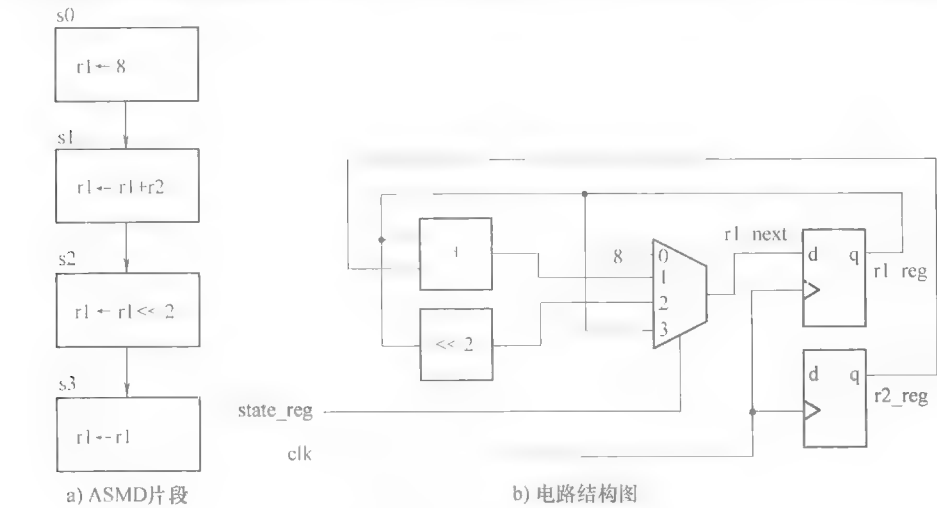 s0
r1← 8
s1
r1← r1+r2
s2
r1 ← r1<< 2
s3
r1←r1
a) ASMD片段
+
<< 2
8
0
1
2
3
r1_next
d q
r1_reg
d q
r2_reg
state_reg
clk
b) 电路结构图